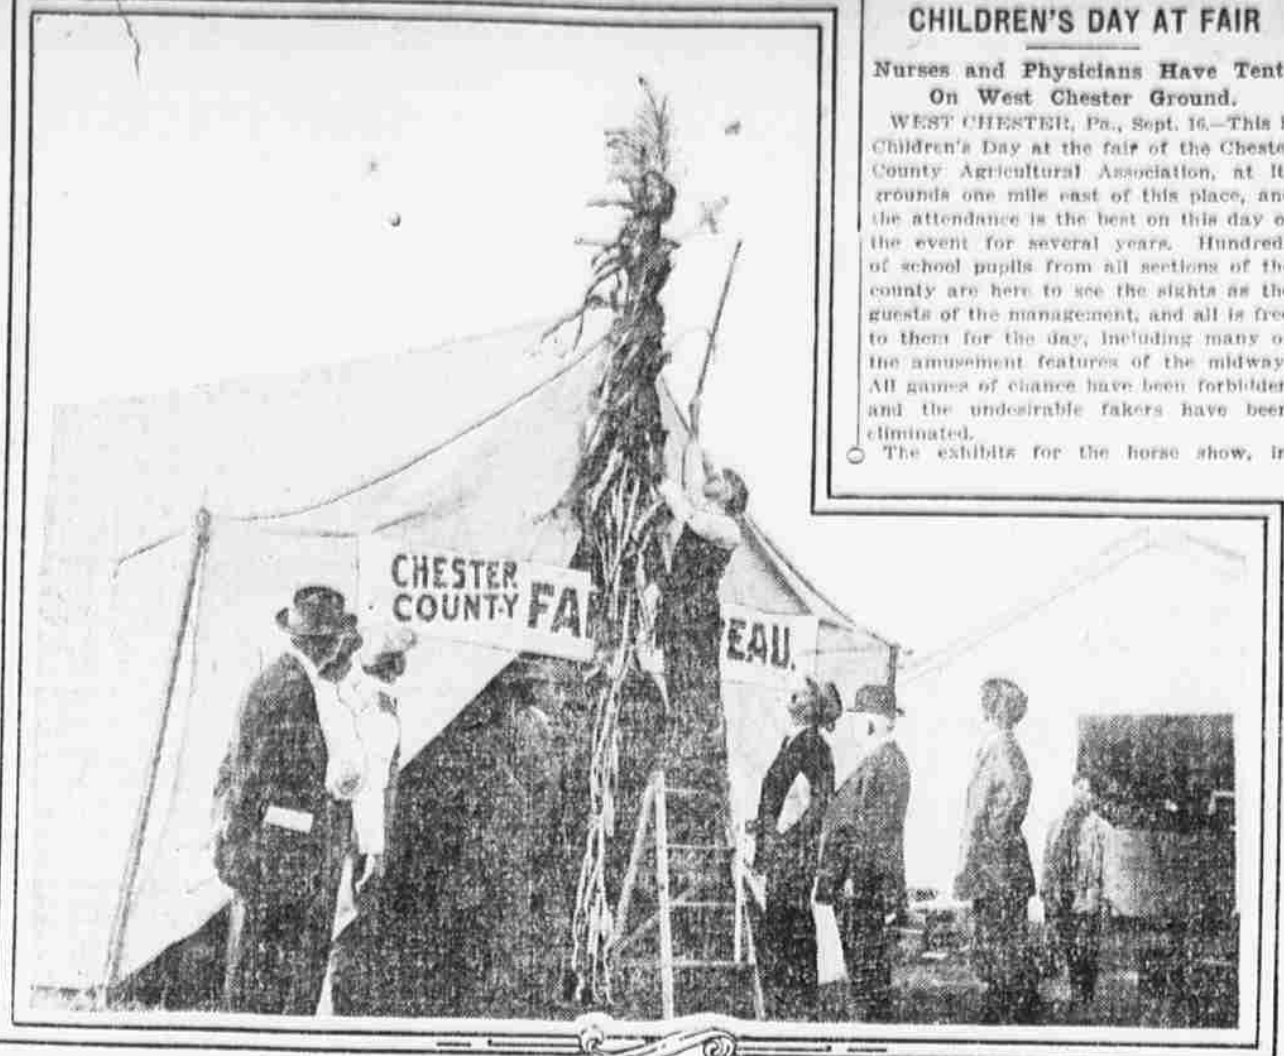 CHILDREN'S DAY AT FAIR
Nurses and Physicians Have Tent
On West Chester Ground.
WEST CHESTER, Pa., Sept. 16.—This i
Children's Day at the fair of the Cheste
County Agricultural Association, at it
grounds one mile east of this place, and
the attendance is the best on this day o
the event for several years. Hundred
of school pupils from all sections of the
county are here to see the sights as the
guests of the management, and all is free
to them for the day, including many o
the amusement features of the midway
All games of chance have been forbidden
and the undesirable fakers have been
eliminated.
The exhibits for the horse show, in
CHESTER
COUNTY FA
EAU.